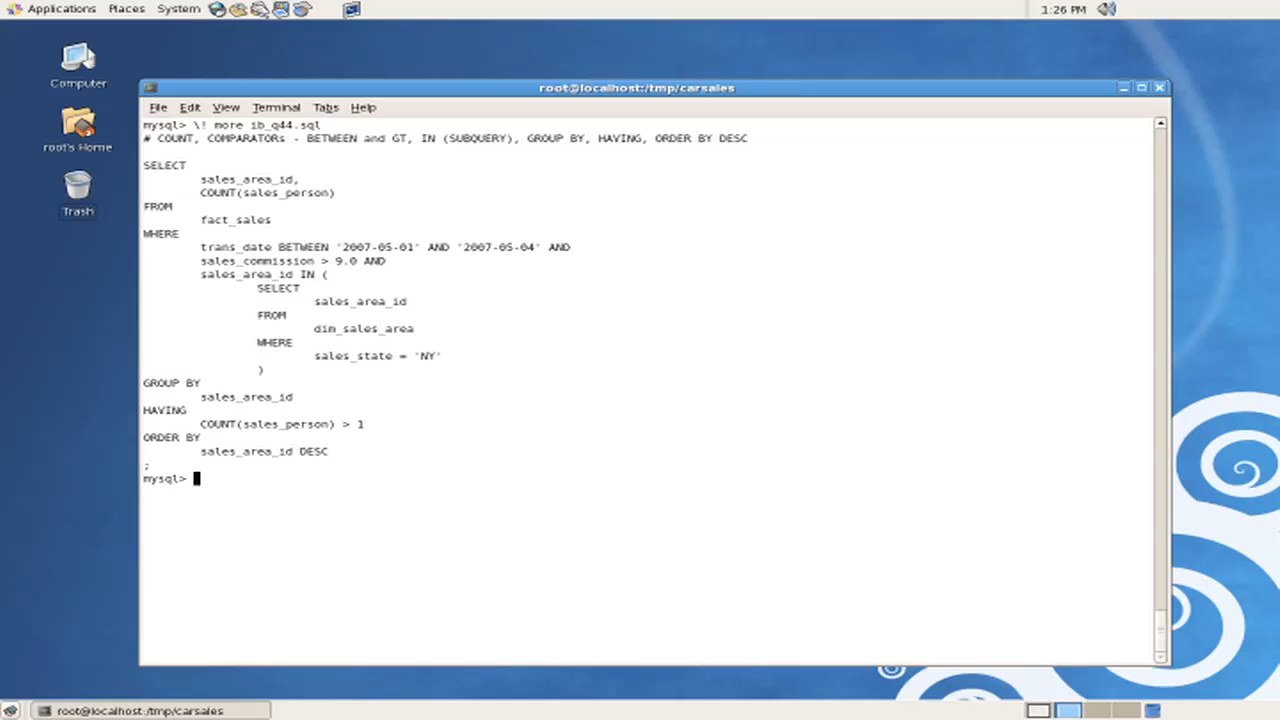 Applications Places System
1:26 PM
Computer
root's Home
Trash
root@localhost:/tmp/carsales
File Edit View Terminal Tabs Help
mysql> \! more ib_q44.sql
# COUNT, COMPARATORs - BETWEEN and GT, IN (SUBQUERY), GROUP BY, HAVING, ORDER BY DESC
SELECT
sales_area_id,
COUNT(sales_person)
FROM
fact_sales
WHERE
trans_date BETWEEN '2007-05-01' AND '2007-05-04' AND
sales_commission > 9.0 AND
sales_area_id IN (
SELECT
sales_area_id
FROM
dim_sales_area
WHERE
sales_state = 'NY'
)
GROUP BY
sales_area_id
HAVING
COUNT(sales_person) > 1
ORDER BY
sales_area_id DESC
;
mysql>
root@localhost:/tmp/carsales